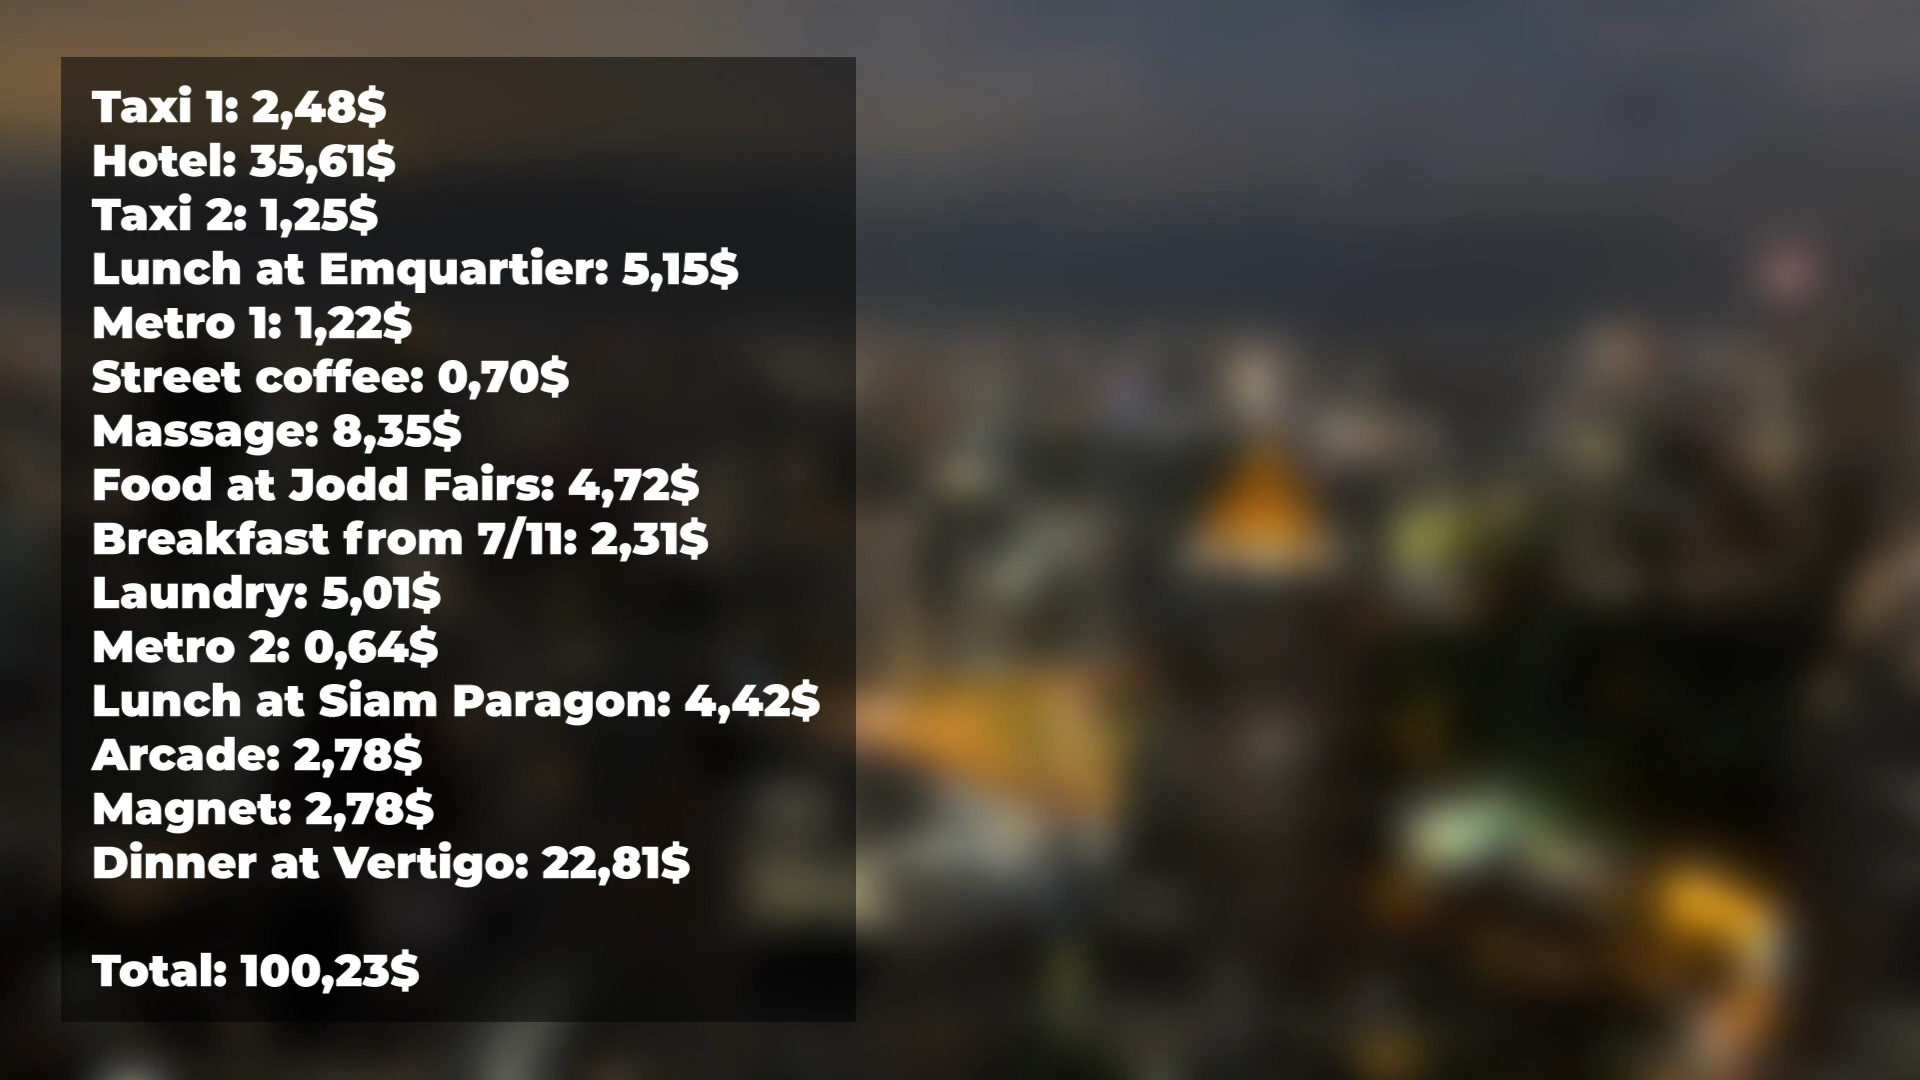 Taxi 1: 2,48$
Hotel: 35,61$
Taxi 2: 1,25$
Lunch at Emquartier: 5,15$
Metro 1: 1,22$
Street coffee: 0,70$
Massage: 8,35$
Food at Jodd Fairs: 4,72$
Breakfast from 7/11: 2,31$
Laundry: 5,01$
Metro 2: 0,64$
Lunch at Siam Paragon: 4,42$
Arcade: 2,78$
Magnet: 2,78$
Dinner at Vertigo: 22,81$
Total: 100,23$